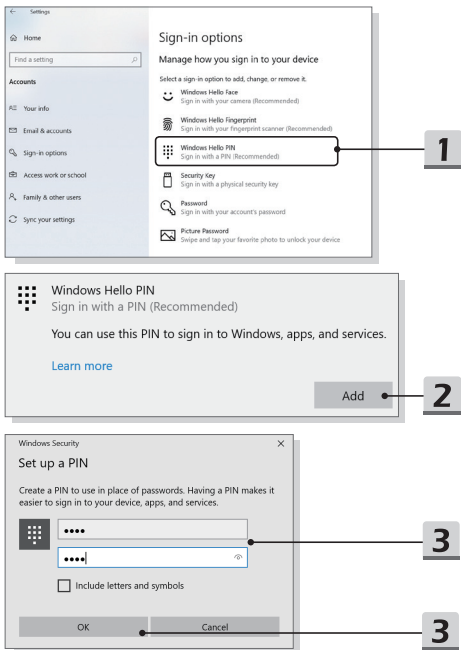 Settings
Home
Find a setting
Accounts
Your info
Email & accounts
Sign-in options
Access work or school
Family & other users
Sync your settings
Sign-in options
Manage how you sign in to your device
Select a sign-in option to add, change, or remove it.
Windows Hello Face
Sign in with your camera (Recommended)
Windows Hello Fingerprint
Sign in with your fingerprint scanner (Recommended)
Windows Hello PIN
Sign in with a PIN (Recommended)
Security Key
Sign in with a physical security key
Password
Sign in with your account's password
Picture Password
Swipe and tap your favorite photo to unlock your device
1
Windows Hello PIN
Sign in with a PIN (Recommended)
You can use this PIN to sign in to Windows, apps, and services.
Learn more
Add
2
Windows Security
Set up a PIN
Create a PIN to use in place of passwords. Having a PIN makes it
easier to sign in to your device, apps, and services.
••••
••••
3
Include letters and symbols
OK Cancel
3